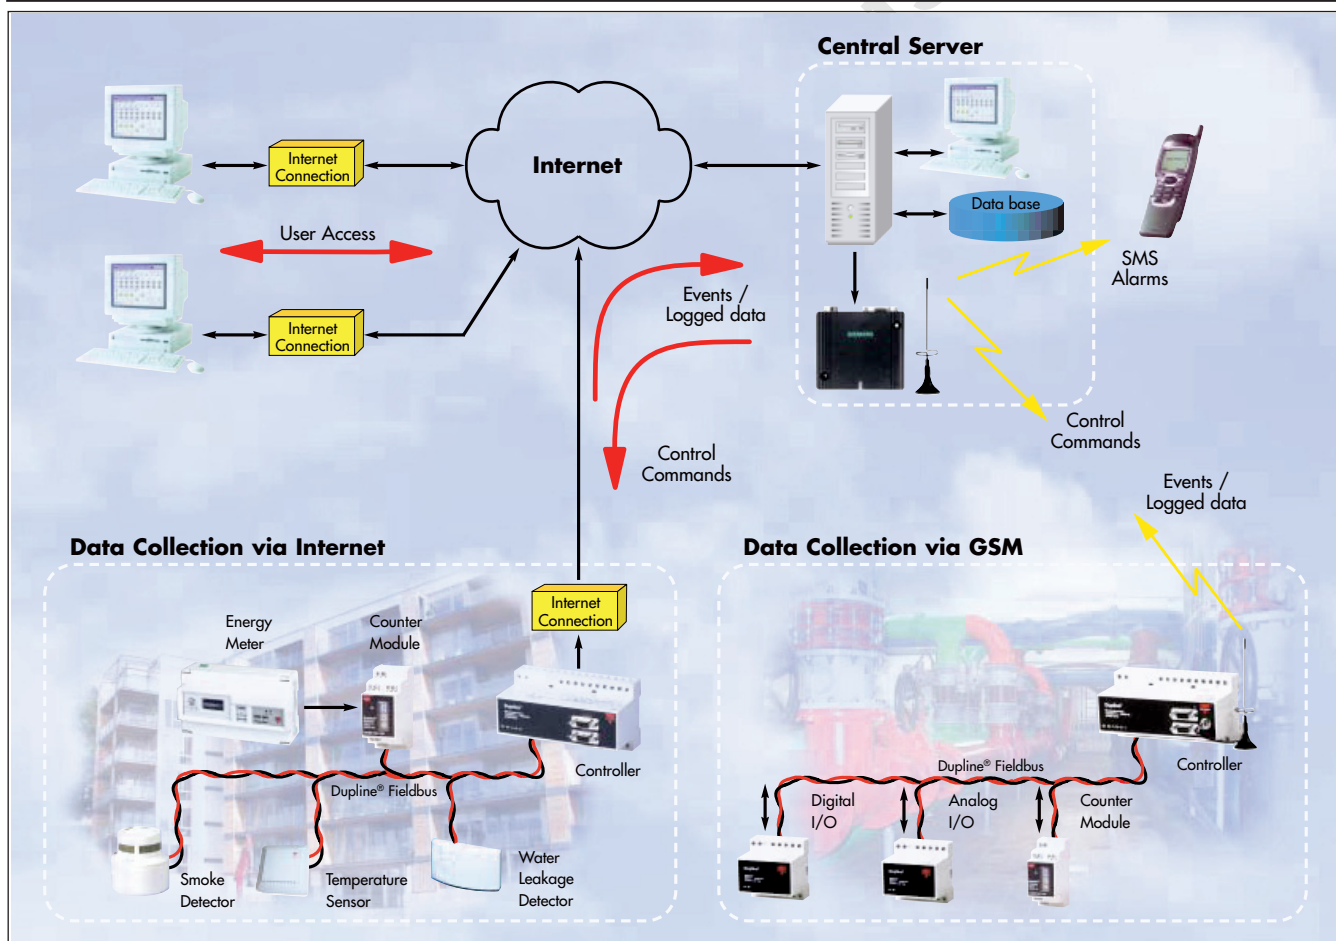 Central Server
Internet
Connection
Internet
Data base
User Access
SMS
Alarms
Events /
Logged data
Internet
Connection
Control
Commands
Control
Commands
Events /
Logged data
Data Collection via Internet
Data Collection via GSM
Internet
Connection
Energy
Meter
Counter
Module
Controller
Dupline® Fieldbus
Smoke
Detector
Temperature
Sensor
Water
Leakage
Detector
Dupline® Fieldbus
Controller
Digital
I/O
Analog
I/O
Counter
Module